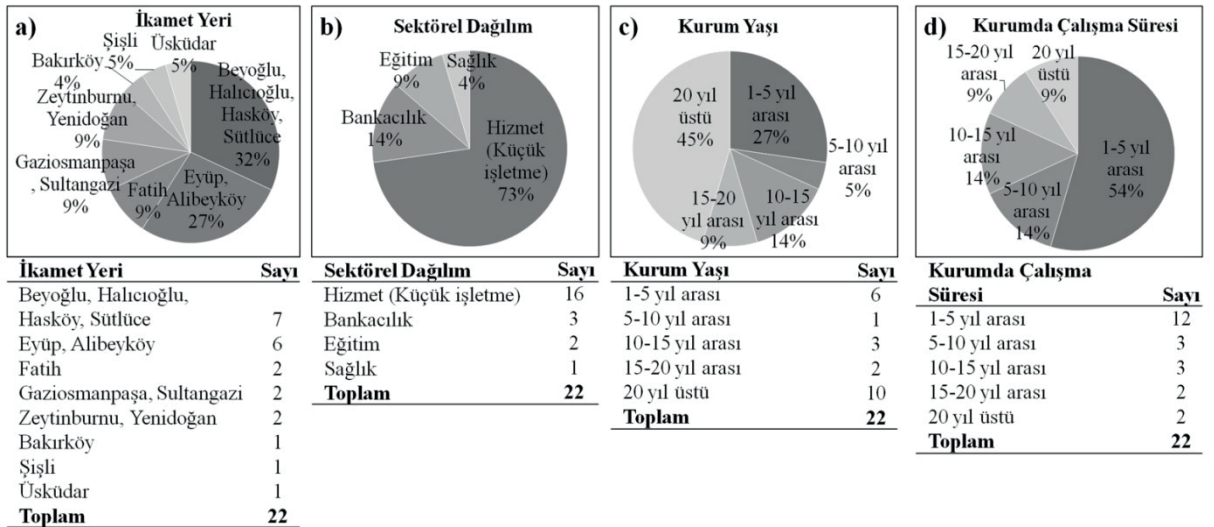 a)
İkamet Yeri
Şişli
5%
Üsküdar
5%
Bakırköy
4%
Beyoğlu,
Halıcıoğlu,
Hasköy,
Sütlüce
32%
Zeytinburnu,
Yenidoğan
9%
Gaziosmanpaşa
, Sultangazi
9%
Fatih
9%
Eyüp,
Alibeyköy
27%
İkamet Yeri Sayı
Beyoğlu, Halıcıoğlu,
Hasköy, Sütlüce 7
Eyüp, Alibeyköy 6
Fatih 2
Gaziosmanpaşa, Sultangazi 2
Zeytinburnu, Yenidoğan 2
Bakırköy 1
Şişli 1
Üsküdar 1
Toplam 22
b)
Sektörel Dağılım
Eğitim
9%
Sağlık
4%
Bankacılık
14%
Hizmet
(Küçük
işletme)
73%
Sektörel Dağılım Sayı
Hizmet (Küçük işletme) 16
Bankacılık 3
Eğitim 2
Sağlık 1
Toplam 22
c)
Kurum Yaşı
20 yıl
üstü
45%
1-5 yıl
arası
27%
5-10 yıl
arası
5%
15-20
yıl arası
9%
10-15
yıl arası
14%
Kurum Yaşı Sayı
1-5 yıl arası 6
5-10 yıl arası 1
10-15 yıl arası 3
15-20 yıl arası 2
20 yıl üstü 10
Toplam 22
d)
Kurumda Çalışma Süresi
15-20 yıl
arası
9%
20 yıl
üstü
9%
10-15 yıl
arası
14%
1-5 yıl
arası
54%
5-10 yıl
arası
14%
Kurumda Çalışma
Süresi Sayı
1-5 yıl arası 12
5-10 yıl arası 3
10-15 yıl arası 3
15-20 yıl arası 2
20 yıl üstü 2
Toplam 22